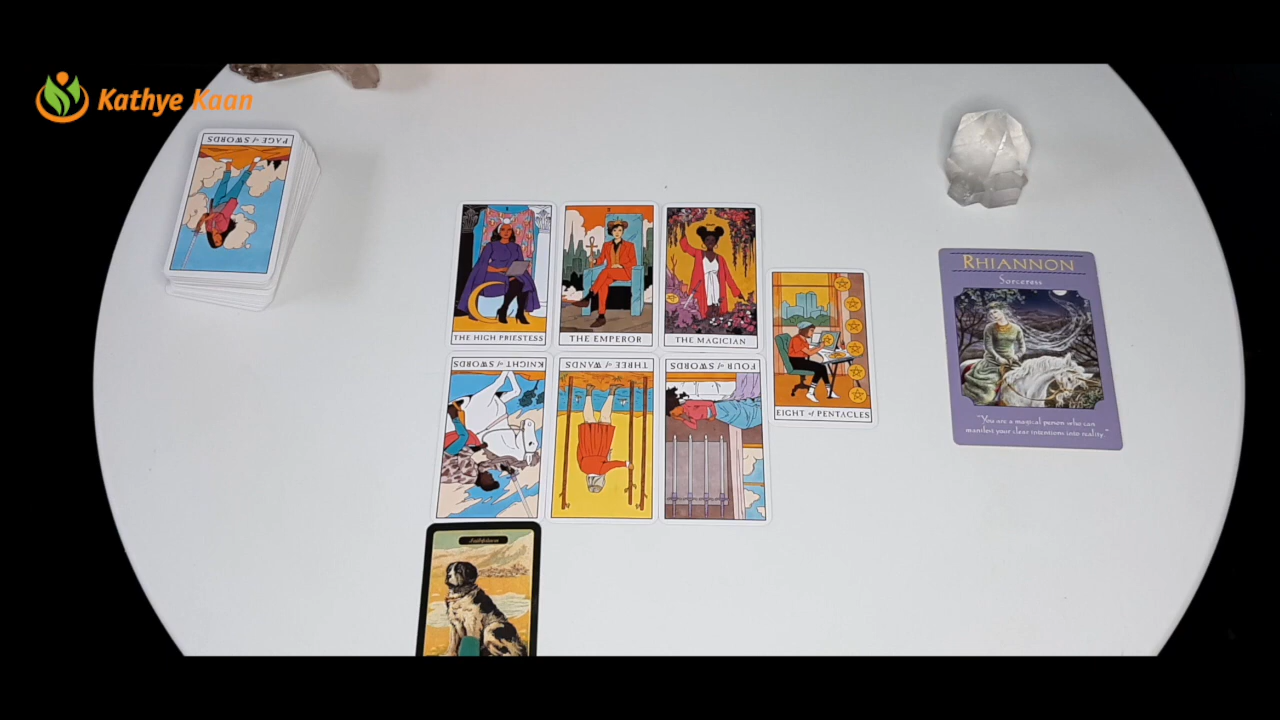 Kathye Kaan
PAGE of SWORDS
THE HIGH PRIESTESS
THE EMPEROR
THE MAGICIAN
EIGHT of PENTACLES
KNIGHT of SWORDS
THREE of WANDS
FOUR of SWORDS
RHIANNON
Sorceress
"You are a magical person who can
manifest your clear intentions into reality."